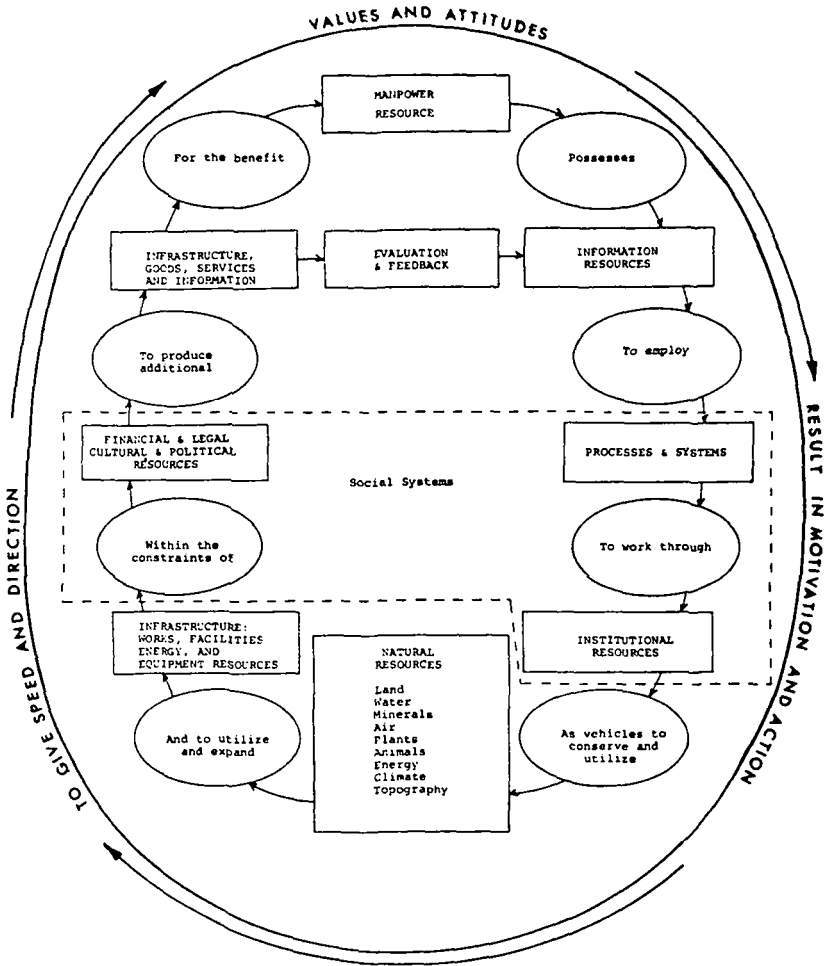 VALUES AND ATTITUDES
MANPOWER
RESOURCE
For the benefit
Possesses
INFRASTRUCTURE,
GOODS, SERVICES
AND INFORMATION
EVALUATION
& FEEDBACK
INFORMATION
RESOURCES
To produce
additional
To employ
FINANCIAL & LEGAL
CULTURAL & POLITICAL
RESOURCES
Social Systems
PROCESSES & SYSTEMS
Within the
constraints of
To work through
INFRASTRUCTURE:
WORKS, FACILITIES
ENERGY, AND
EQUIPMENT RESOURCES
NATURAL
RESOURCES
Land
Water
Minerals
Air
Plants
Animals
Energy
Climate
Topography
INSTITUTIONAL
RESOURCES
And to utilize
and expand
As vehicles to
conserve and
utilize
RESULT IN MOTIVATION AND ACTION
TO GIVE SPEED AND DIRECTION